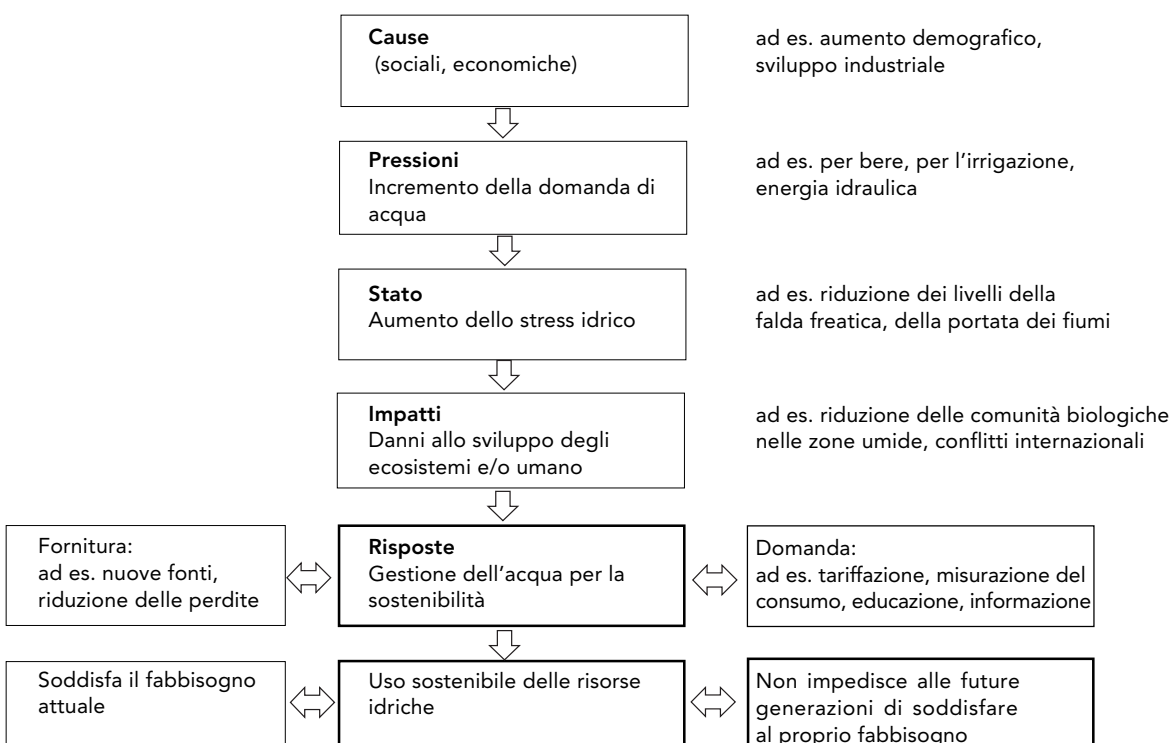 Cause
(sociali, economiche)
ad es. aumento demografico,
sviluppo industriale
Pressioni
Incremento della domanda di
acqua
ad es. per bere, per l'irrigazione,
energia idraulica
Stato
Aumento dello stress idrico
ad es. riduzione dei livelli della
falda freatica, della portata dei fiumi
Impatti
Danni allo sviluppo degli
ecosistemi e/o umano
ad es. riduzione delle comunità biologiche
nelle zone umide, conflitti internazionali
Fornitura:
ad es. nuove fonti,
riduzione delle perdite
Risposte
Gestione dell'acqua per la
sostenibilità
Domanda:
ad es. tariffazione, misurazione del
consumo, educazione, informazione
Soddisfa il fabbisogno
attuale
Uso sostenibile delle risorse
idriche
Non impedisce alle future
generazioni di soddisfare
al proprio fabbisogno